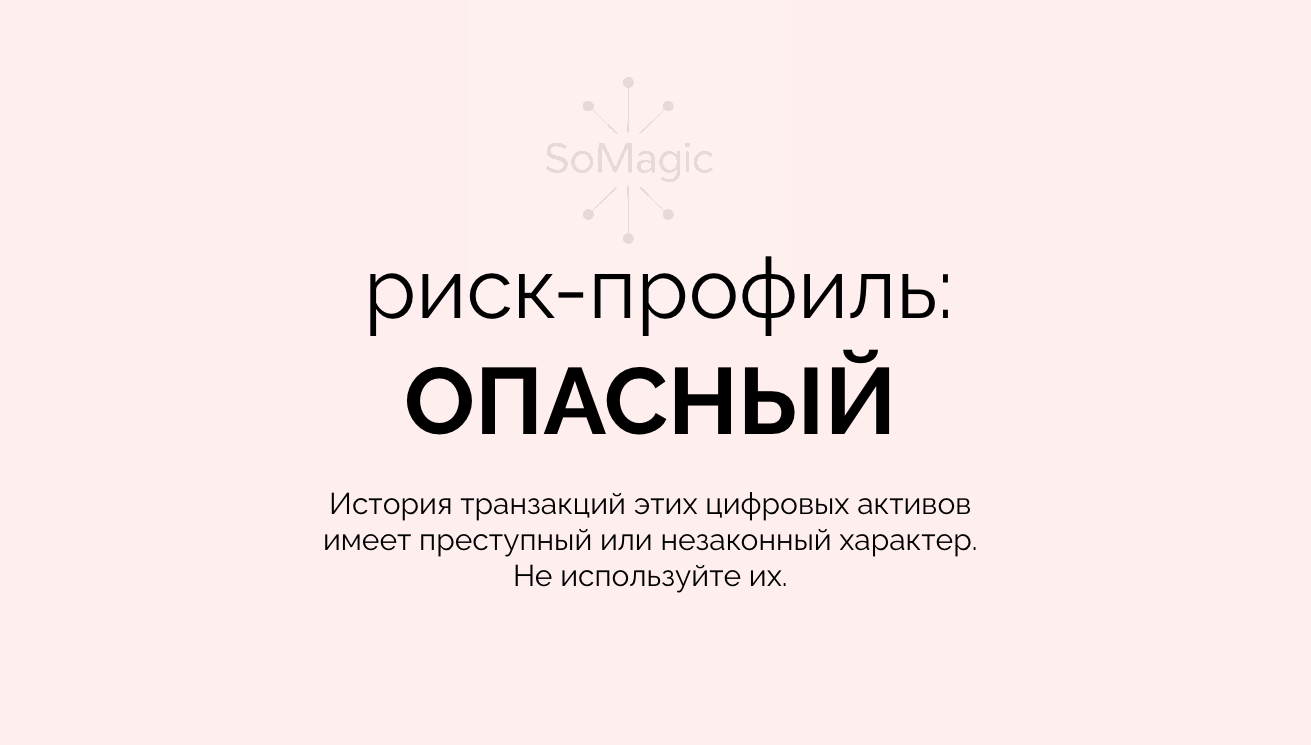 SoMagic
риск-профиль:
ОПАСНЫЙ
История транзакций этих цифровых активов
имеет преступный или незаконный характер.
Не используйте их.